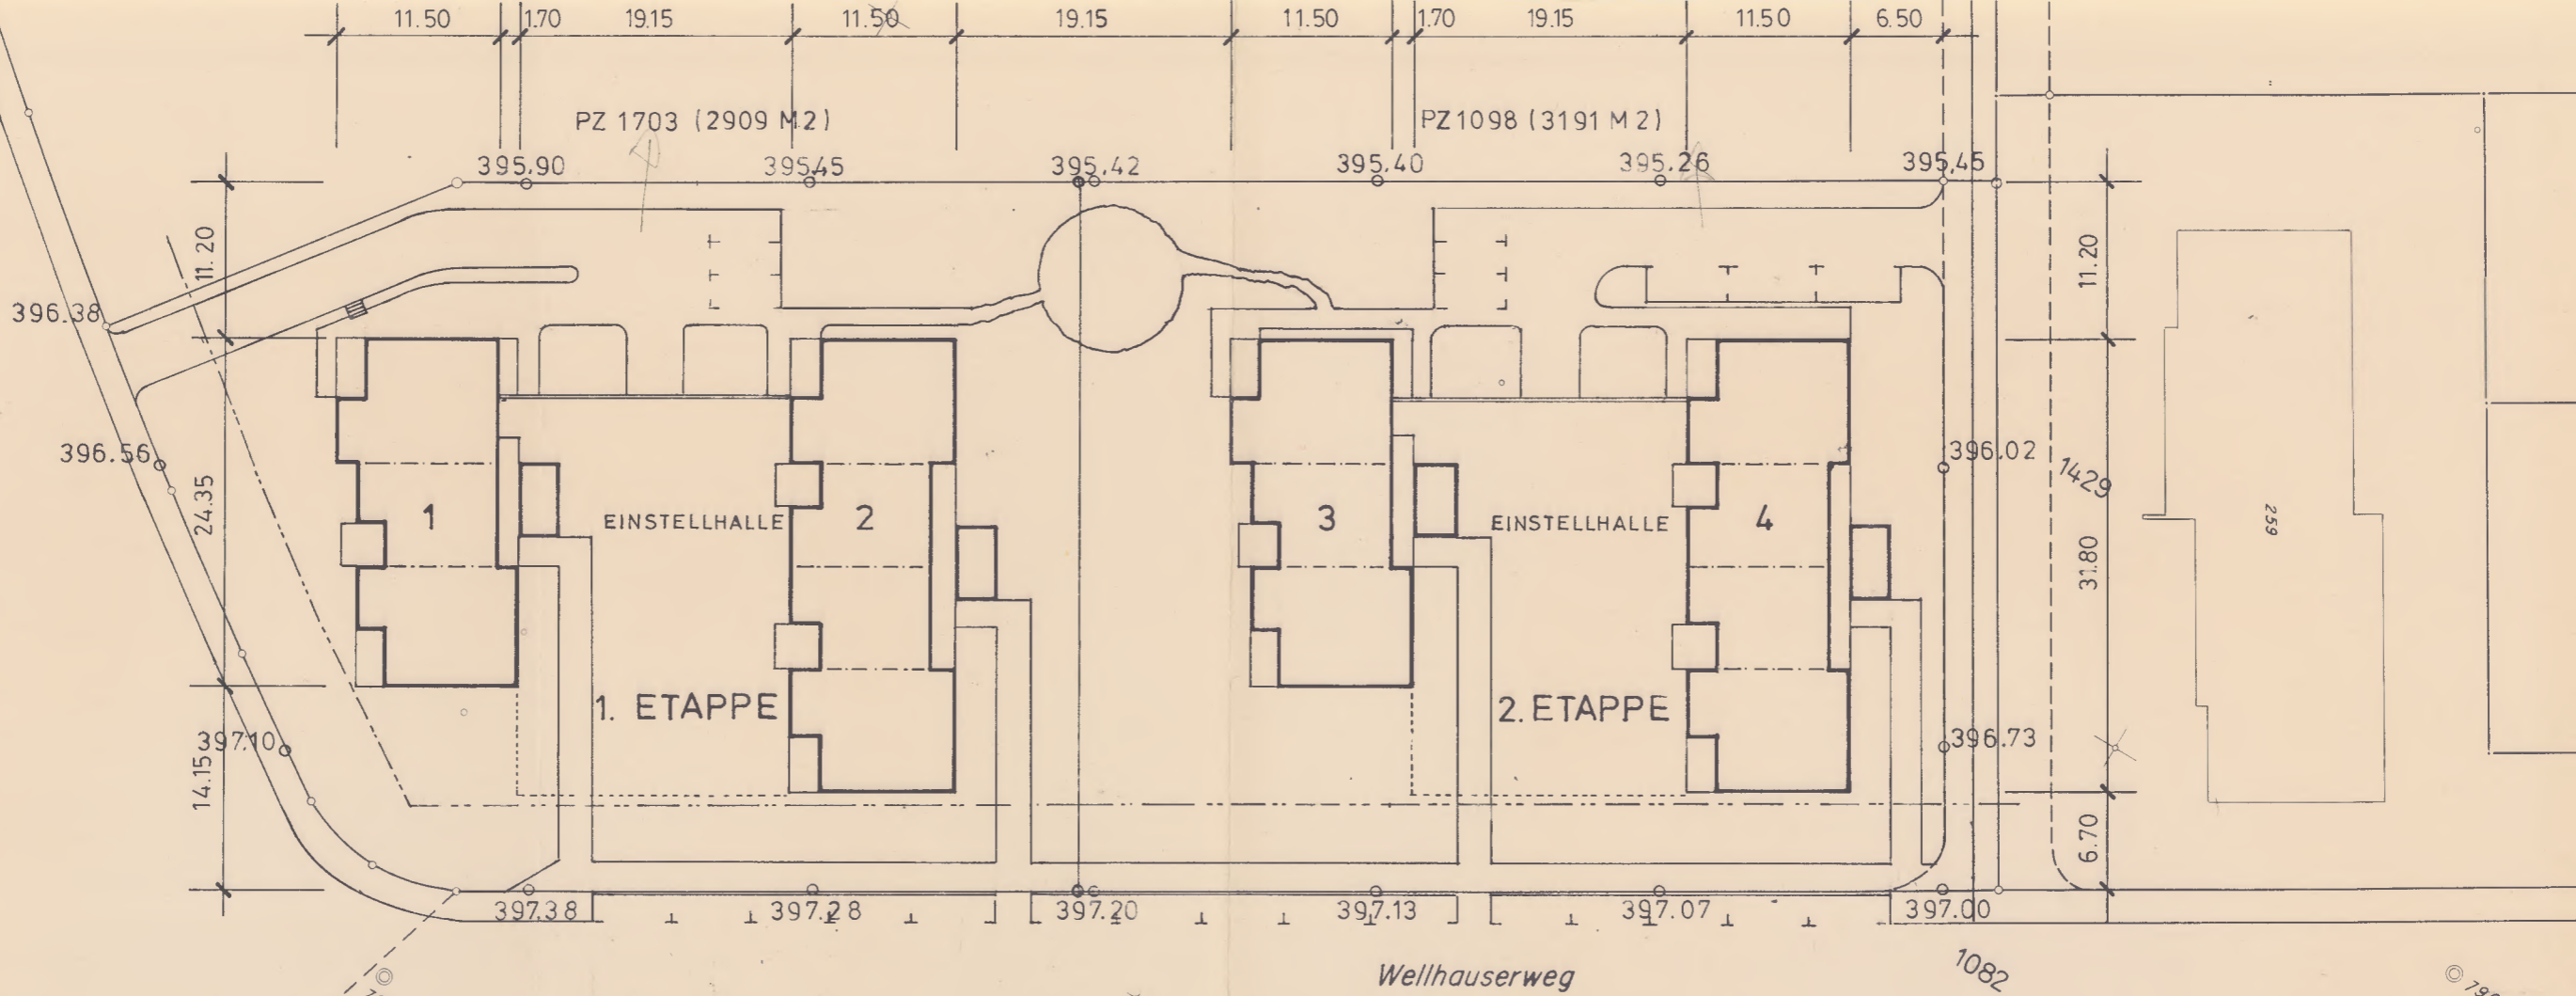 11.50 1.70 19.15 11.50 19.15 11.50 1.70 19.15 11.50 6.50
PZ 1703 (2909 M2) PZ 1098 (3191 M2)
395.90 395.45 395.42 395.40 395.26 395.45
11.20 11.20
396.38
396.56 396.02
1429
24.35 1 EINSTELLHALLE 2 3 EINSTELLHALLE 4 259
31.80
1. ETAPPE 2. ETAPPE
397.10 396.73
14.15 6.70
397.38 397.28 397.20 397.13 397.07 397.00
Wellhauserweg 1082